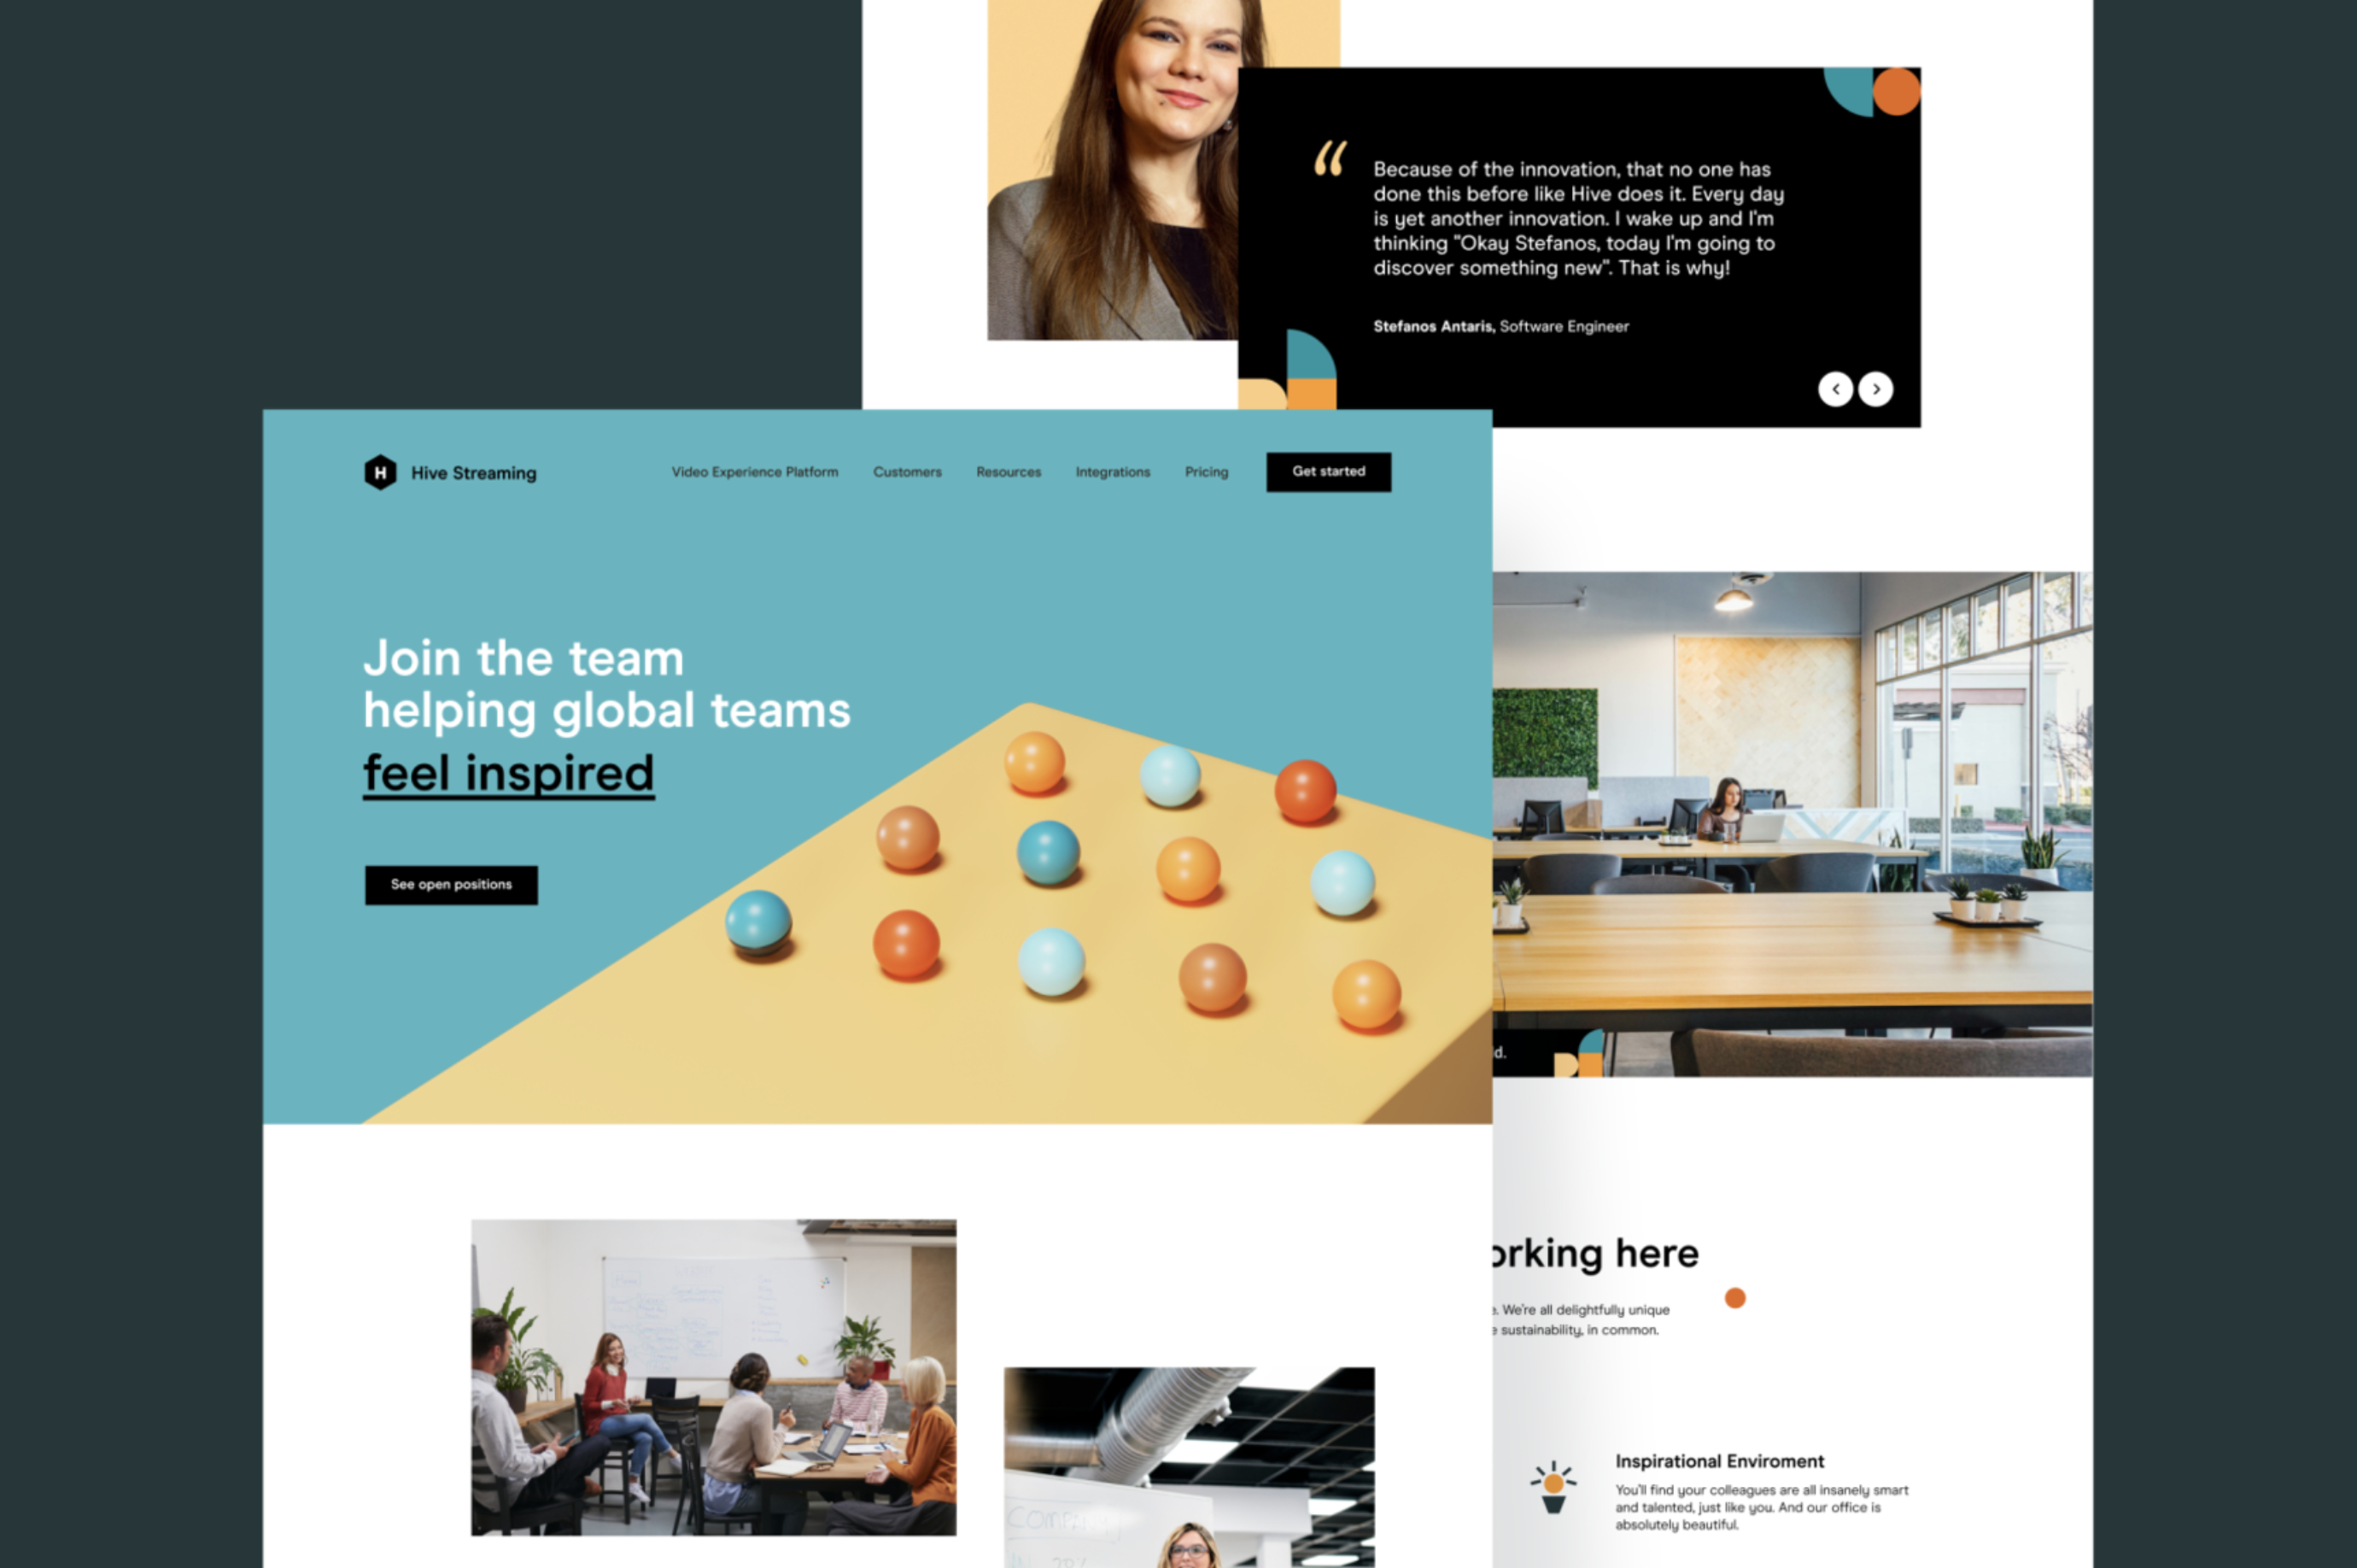 “
Because of the innovation, that no one has
done this before like Hive does it. Every day
is yet another innovation. I wake up and I'm
thinking "Okay Stefanos, today I'm going to
discover something new". That is why!
Stefanos Antaris, Software Engineer
H Hive Streaming
Video Experience Platform Customers Resources Integrations Pricing Get started
Join the team
helping global teams
feel inspired
See open positions
d.
orking here
e. We're all delightfully unique
e sustainability, in common.
Inspirational Enviroment
You'll find your colleagues are all insanely smart
and talented, just like you. And our office is
absolutely beautiful.